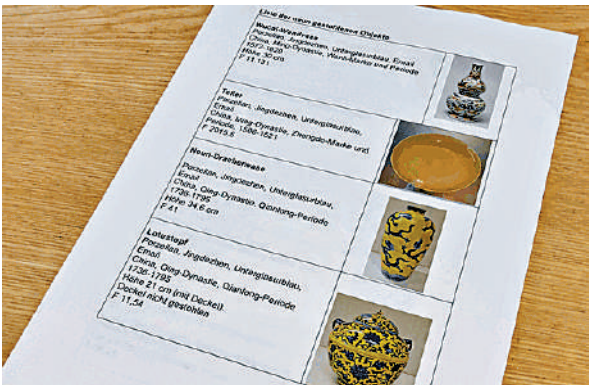 Liste der neun gestohlenen Objekte
Wucai-Wandvase
Porzellan, Jingdezhen, Unterglasurblau, Email
China, Ming-Dynastie, Wanli-Marke und Periode
1573-1620
Höhe 30 cm
F 11 131
Teller
Porzellan, Jingdezhen, Unterglasurblau,
Email
China, Ming-Dynastie, Zhengde-Marke und
Periode, 1506-1521
F 2015.6
Neun-Drachenvase
Porzellan, Jingdezhen, Unterglasurblau,
Email
China, Qing-Dynastie, Qianlong-Periode
1736-1795
Höhe 34,6 cm
F 41
Lotustopf
Porzellan, Jingdezhen, Unterglasurblau,
Email
China, Qing-Dynastie, Qianlong-Periode
1736-1795
Höhe 21 cm (mit Deckel)
Deckel nicht gestohlen
F 11,54